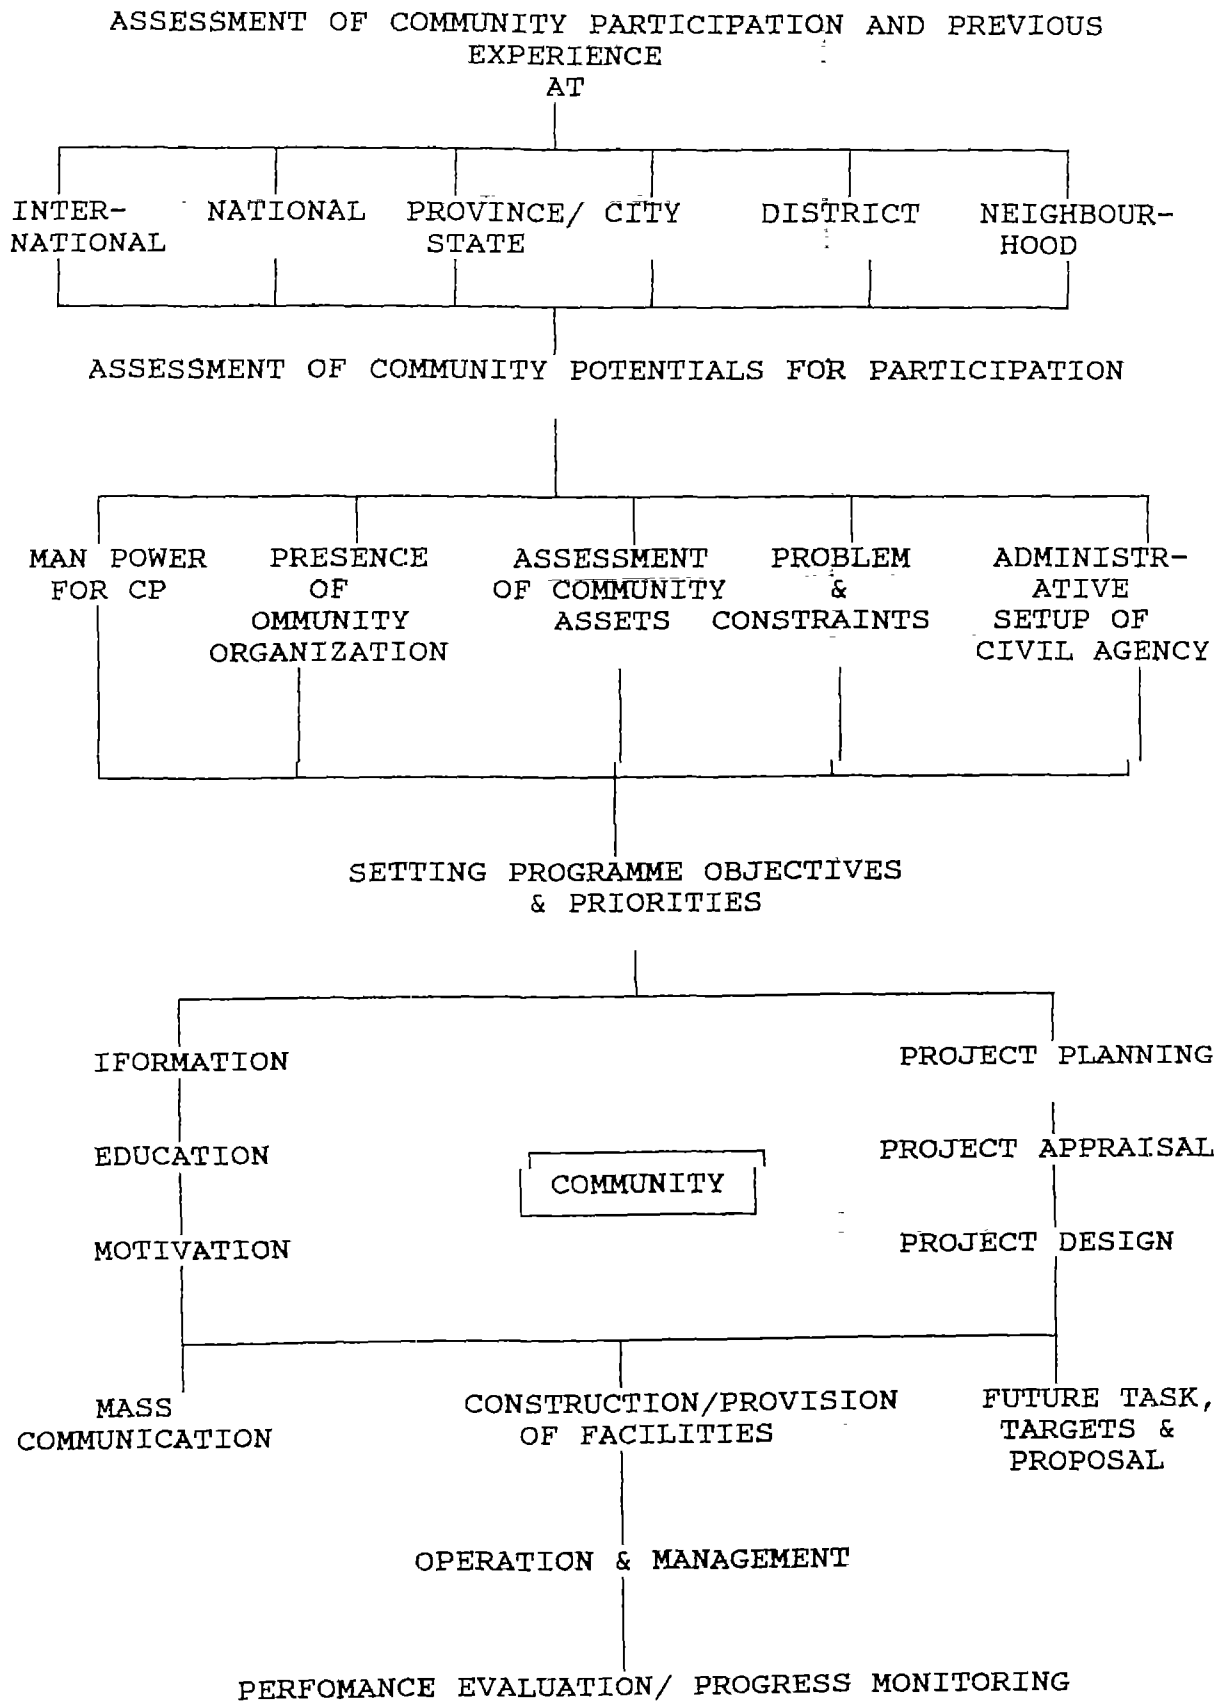 ASSESSMENT OF COMMUNITY PARTICIPATION AND PREVIOUS
EXPERIENCE
AT
INTER-
NATIONAL
NATIONAL
PROVINCE/
STATE
CITY
DISTRICT
NEIGHBOUR-
HOOD
ASSESSMENT OF COMMUNITY POTENTIALS FOR PARTICIPATION
MAN POWER
FOR CP
PRESENCE
OF
OMMUNITY
ORGANIZATION
ASSESSMENT
OF COMMUNITY
ASSETS
PROBLEM
&
CONSTRAINTS
ADMINISTR-
ATIVE
SETUP OF
CIVIL AGENCY
SETTING PROGRAMME OBJECTIVES
& PRIORITIES
IFORMATION
EDUCATION
MOTIVATION
COMMUNITY
PROJECT PLANNING
PROJECT APPRAISAL
PROJECT DESIGN
MASS
COMMUNICATION
CONSTRUCTION/PROVISION
OF FACILITIES
FUTURE TASK,
TARGETS &
PROPOSAL
OPERATION & MANAGEMENT
PERFOMANCE EVALUATION/ PROGRESS MONITORING